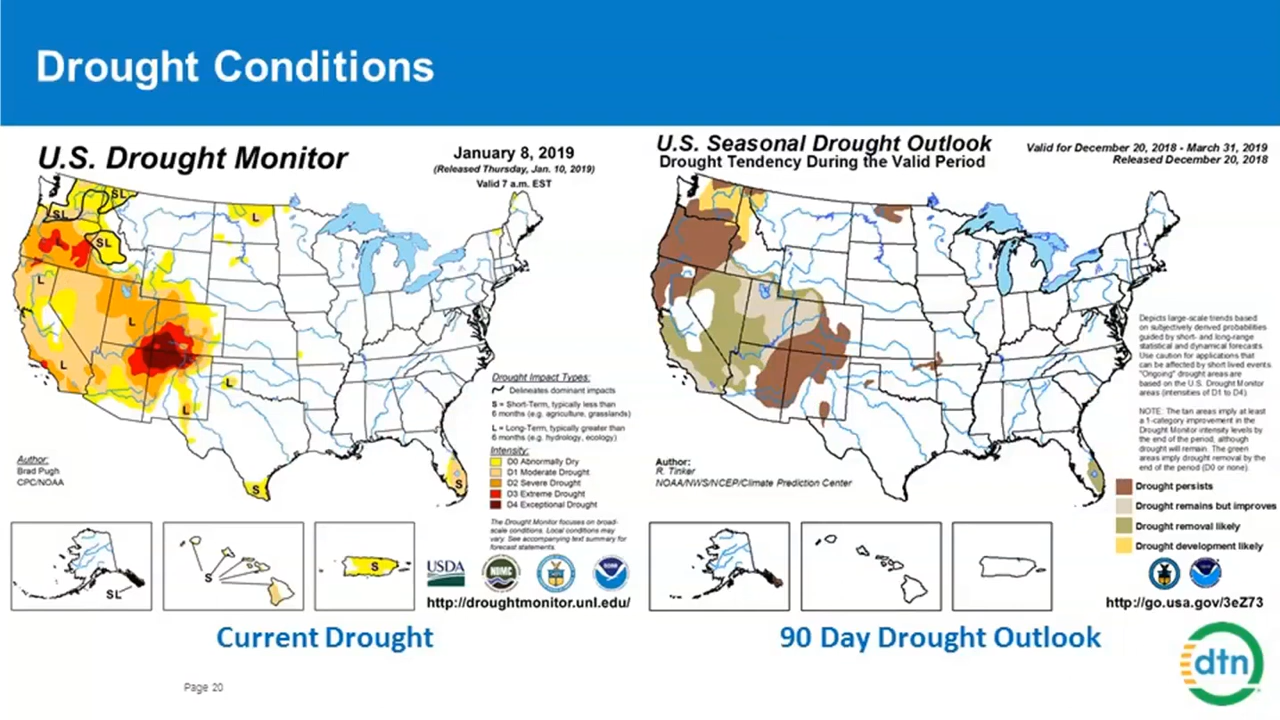 Drought Conditions
U.S. Drought Monitor
January 8, 2019
(Released Thursday, Jan. 10, 2019)
Valid 7 a.m. EST
SL
SL
SL
L
L
L
L
L
L
L
S
S
Drought Impact Types:
Delineates dominant impacts
S = Short-Term, typically less than
6 months (e.g. agriculture, grasslands)
L = Long-Term, typically greater than
6 months (e.g. hydrology, ecology)
Intensity:
D0 Abnormally Dry
D1 Moderate Drought
D2 Severe Drought
D3 Extreme Drought
D4 Exceptional Drought
Author:
Brad Pugh
CPC/NOAA
The Drought Monitor focuses on broad-
scale conditions. Local conditions may
vary. See accompanying text summary for
forecast statements.
SL
S
S
USDA
NDMC
http://droughtmonitor.unl.edu/
Current Drought
U.S. Seasonal Drought Outlook
Drought Tendency During the Valid Period
Valid for December 20, 2018 - March 31, 2019
Released December 20, 2018
Depicts large-scale trends based
on subjectively derived probabilities
guided by short- and long-range
statistical and dynamical forecasts.
Use caution for applications that
can be affected by short lived events.
"Ongoing" drought areas are
based on the U.S. Drought Monitor
areas (intensities of D1 to D4).
NOTE: The tan areas imply at least
a 1-category improvement in the
Drought Monitor intensity levels by
the end of the period, although
drought will remain. The green
areas imply drought removal by the
end of the period (D0 or none).
Author:
R. Tinker
NOAA/NWS/NCEP/Climate Prediction Center
Drought persists
Drought remains but improves
Drought removal likely
Drought development likely
http://go.usa.gov/3eZ73
90 Day Drought Outlook
dtn
Page 20